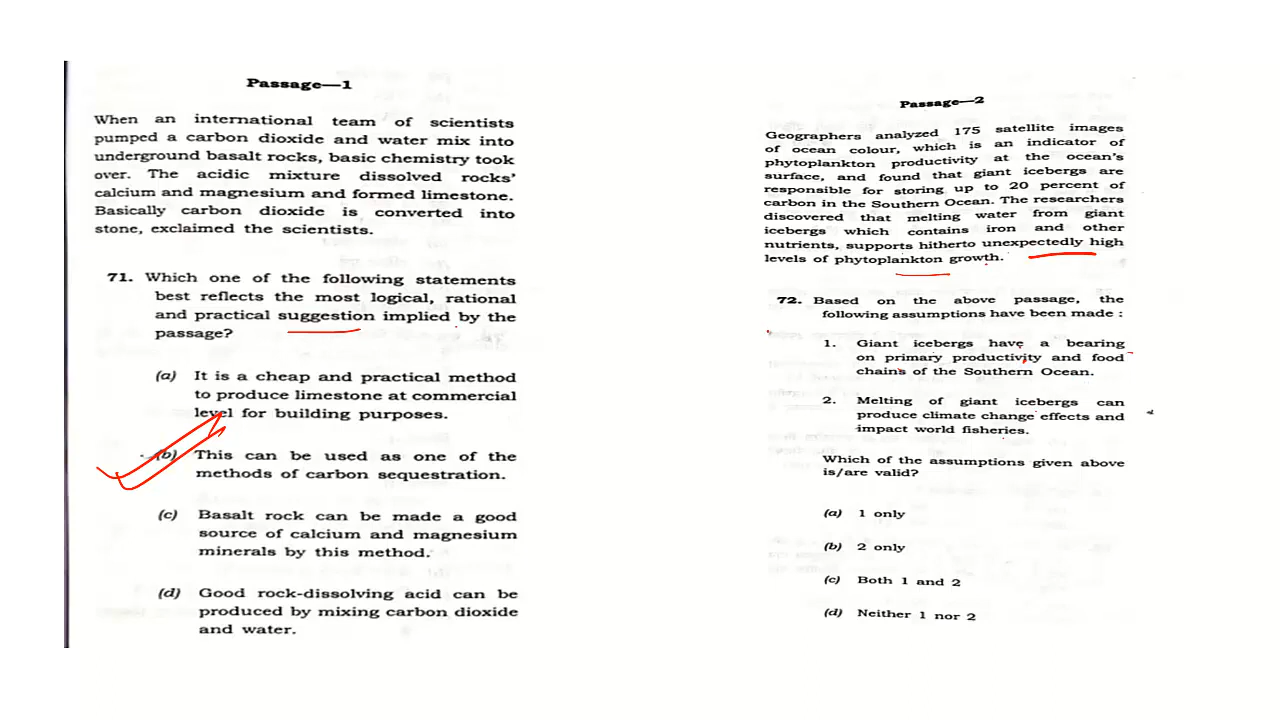 Passage—1
When an international team of scientists
pumped a carbon dioxide and water mix into
underground basalt rocks, basic chemistry took
over. The acidic mixture dissolved rocks'
calcium and magnesium and formed limestone.
Basically carbon dioxide is converted into
stone, exclaimed the scientists.
71. Which one of the following statements
best reflects the most logical, rational
and practical suggestion implied by the
passage?
(a) It is a cheap and practical method
to produce limestone at commercial
level for building purposes.
(b) This can be used as one of the
methods of carbon sequestration.
(c) Basalt rock can be made a good
source of calcium and magnesium
minerals by this method.
(d) Good rock-dissolving acid can be
produced by mixing carbon dioxide
and water.
Passage—2
Geographers analyzed 175 satellite images
of ocean colour, which is an indicator of
phytoplankton productivity at the ocean's
surface, and found that giant icebergs are
responsible for storing up to 20 percent of
carbon in the Southern Ocean. The researchers
discovered that melting water from giant
icebergs which contains iron and other
nutrients, supports hitherto unexpectedly high
levels of phytoplankton growth.
72. Based on the above passage, the
following assumptions have been made :
1. Giant icebergs have a bearing
on primary productivity and food
chains of the Southern Ocean.
2. Melting of giant icebergs can
produce climate change effects and
impact world fisheries.
Which of the assumptions given above
is/are valid?
(a) 1 only
(b) 2 only
(c) Both 1 and 2
(d) Neither 1 nor 2